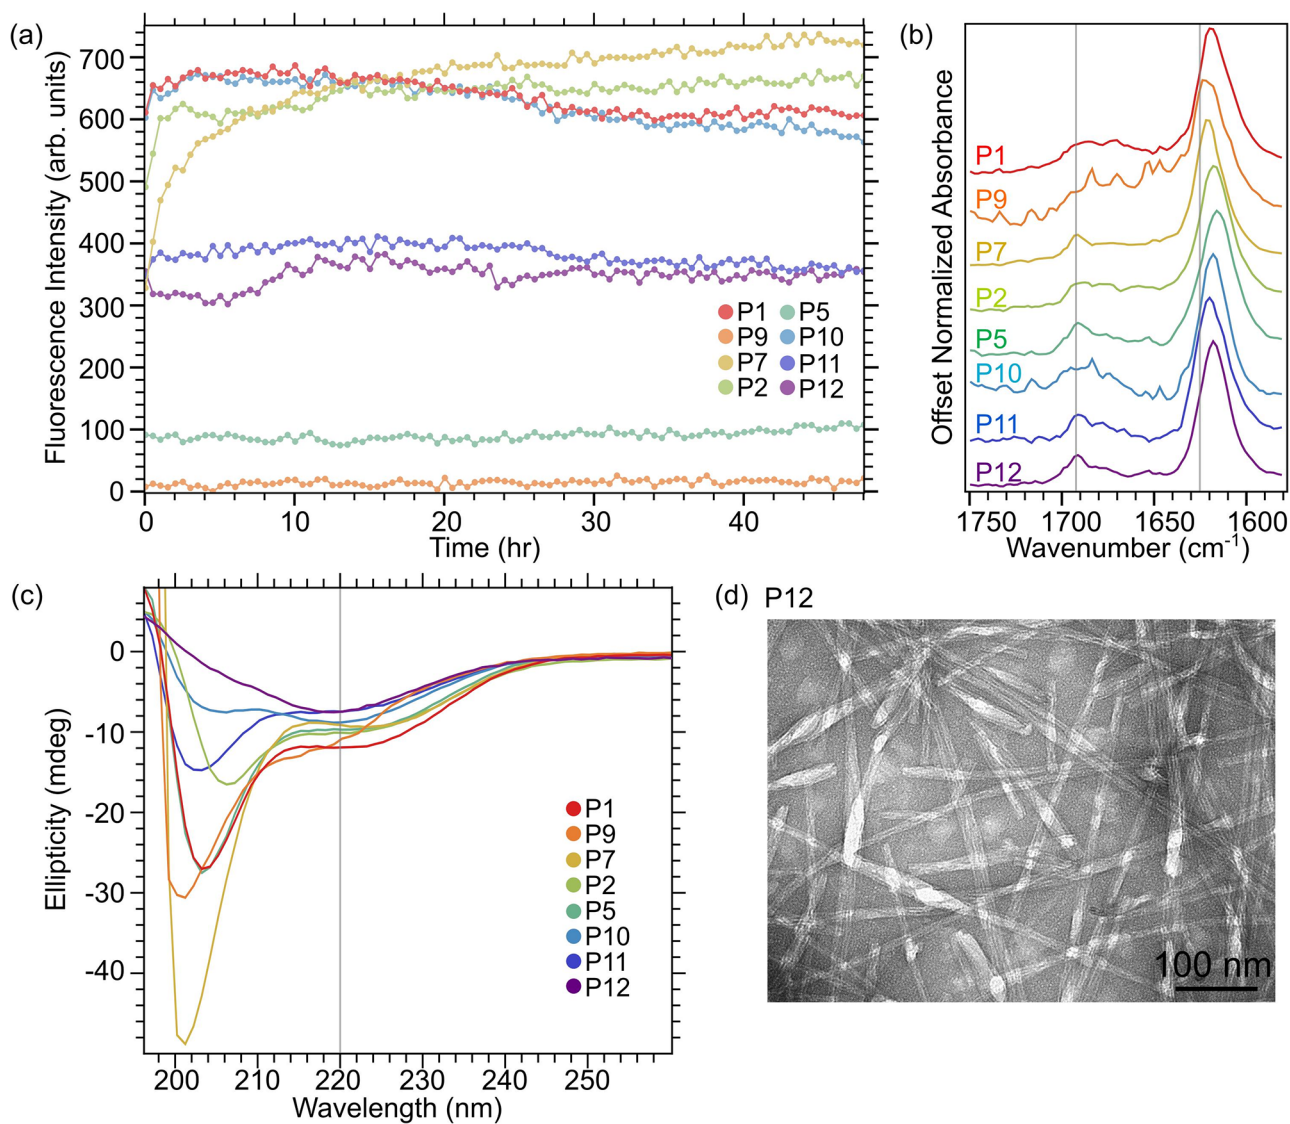 (a)
Fluorescence Intensity (arb. units)
700
600
500
400
300
200
100
0
P1 P5
P9 P10
P7 P11
P2 P12
0 10 20 30 40
Time (hr)
(b)
Offset Normalized Absorbance
P1
P9
P7
P2
P5
P10
P11
P12
1750 1700 1650 1600
Wavenumber (cm⁻¹)
(c)
Ellipticity (mdeg)
0
-10
-20
-30
-40
P1
P9
P7
P2
P5
P10
P11
P12
200 210 220 230 240 250
Wavelength (nm)
(d) P12
100 nm